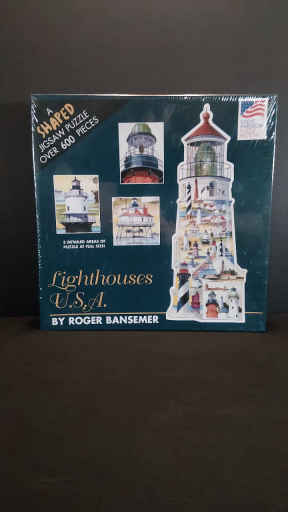 A
SHAPED
JIGSAW PUZZLE
OVER 600 PIECES
3 DETAILED AREAS OF
PUZZLE AT FULL SIZE!
Lighthouses
U.S.A.
BY ROGER BANSEMER